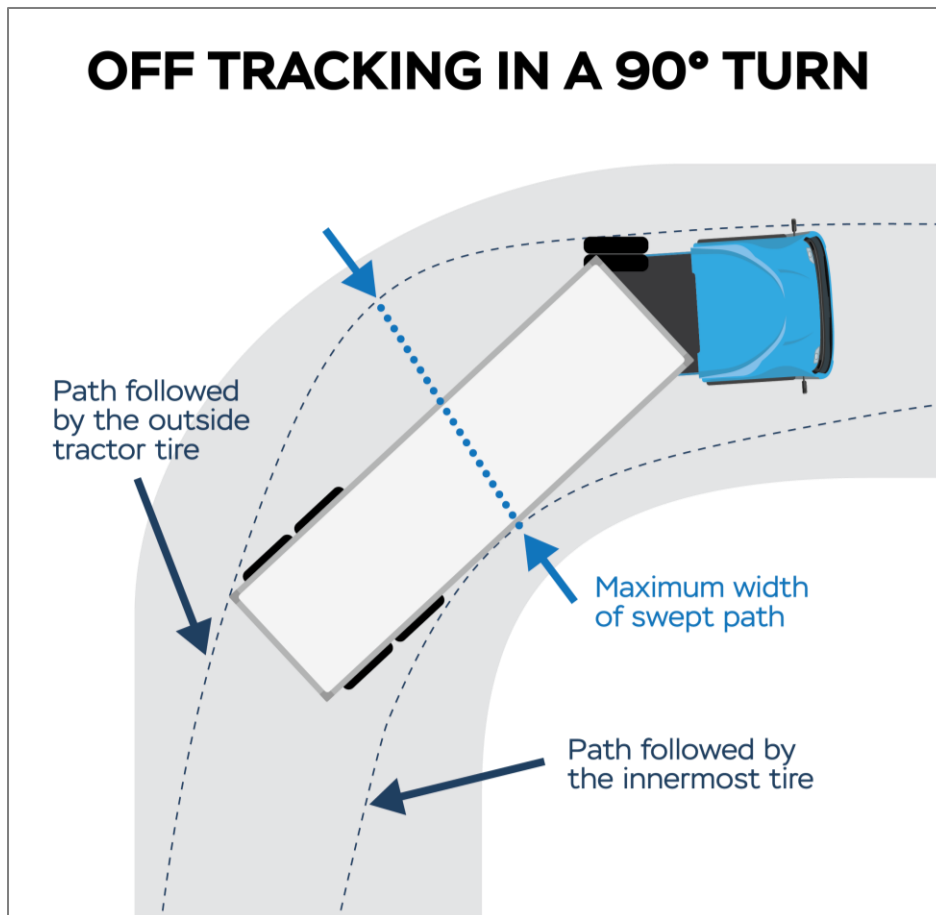 OFF TRACKING IN A 90° TURN
Path followed
by the outside
tractor tire
Maximum width
of swept path
Path followed by
the innermost tire